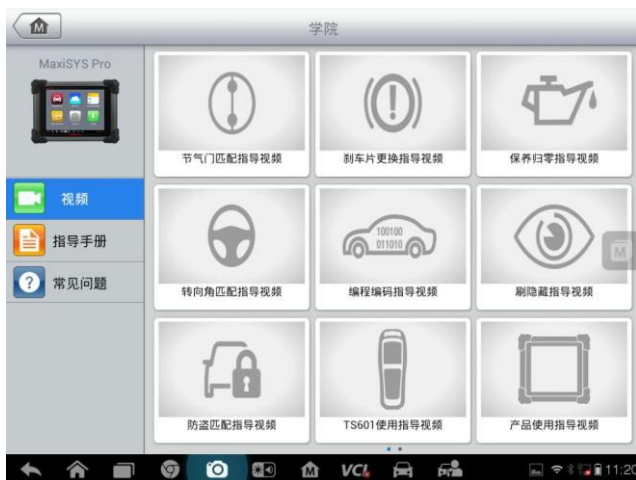 学院
MaxiSYS Pro
视频
指导手册
常见问题
节气门匹配指导视频
刹车片更换指导视频
保养归零指导视频
转向角匹配指导视频
100100
011010
编程编码指导视频
刷隐藏指导视频
防盗匹配指导视频
TS601使用指导视频
产品使用指导视频
M
M
VCI
11:20